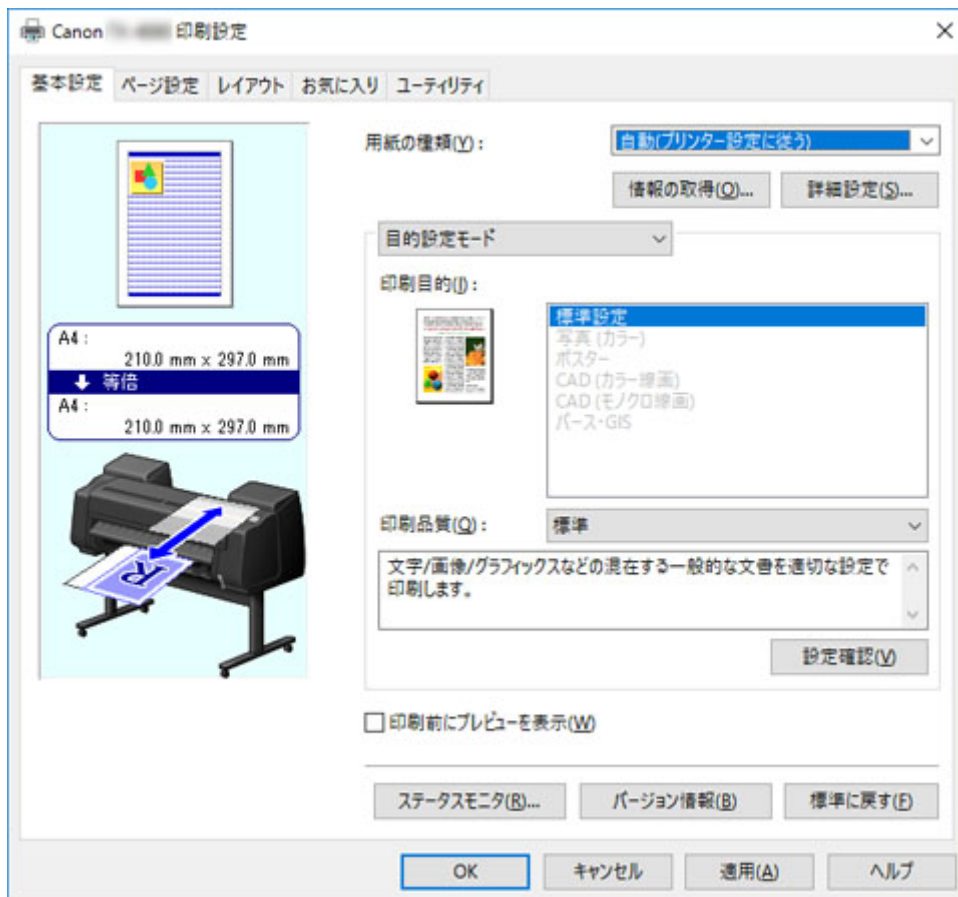 Canon 印刷設定
基本設定 ページ設定 レイアウト お気に入り ユーティリティ
A4 :
210.0 mm x 297.0 mm
等倍
A4 :
210.0 mm x 297.0 mm
用紙の種類(Y) :
自動(プリンター設定に従う)
情報の取得(O)... 詳細設定(S)...
目的設定モード
印刷目的(I) :
標準設定
写真 (カラー)
ポスター
CAD (カラー線画)
CAD (モノクロ線画)
パース・GIS
印刷品質(Q) :
標準
文字/画像/グラフィックスなどの混在する一般的な文書を適切な設定で
印刷します。
設定確認(V)
印刷前にプレビューを表示(W)
ステータスモニタ(R)... バージョン情報(B) 標準に戻す(F)
OK キャンセル 適用(A) ヘルプ